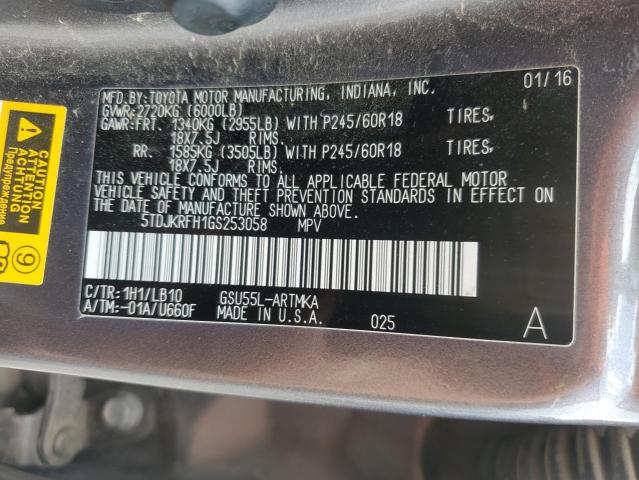 MFD.BY:TOYOTA MOTOR MANUFACTURING, INDIANA, INC. 01/16
GVWR:2720KG (6000LB)
GAWR:FRT. 1340KG (2955LB) WITH P245/60R18 TIRES,
18X7.5J RIMS.
RR. 1585KG (3505LB) WITH P245/60R18 TIRES,
18X7.5J RIMS.
THIS VEHICLE CONFORMS TO ALL APPLICABLE FEDERAL MOTOR
VEHICLE SAFETY AND THEFT PREVENTION STANDARDS IN EFFECT ON
THE DATE OF MANUFACTURE SHOWN ABOVE.
5TDJKRFH1GS253058 MPV
C/TR:1H1/LB10 GSU55L-ARTMKA
A/TM:-01A/U660F MADE IN U.S.A. 025 A
CAUTION
ATTENTION
ACCTION
Предупреждение
9